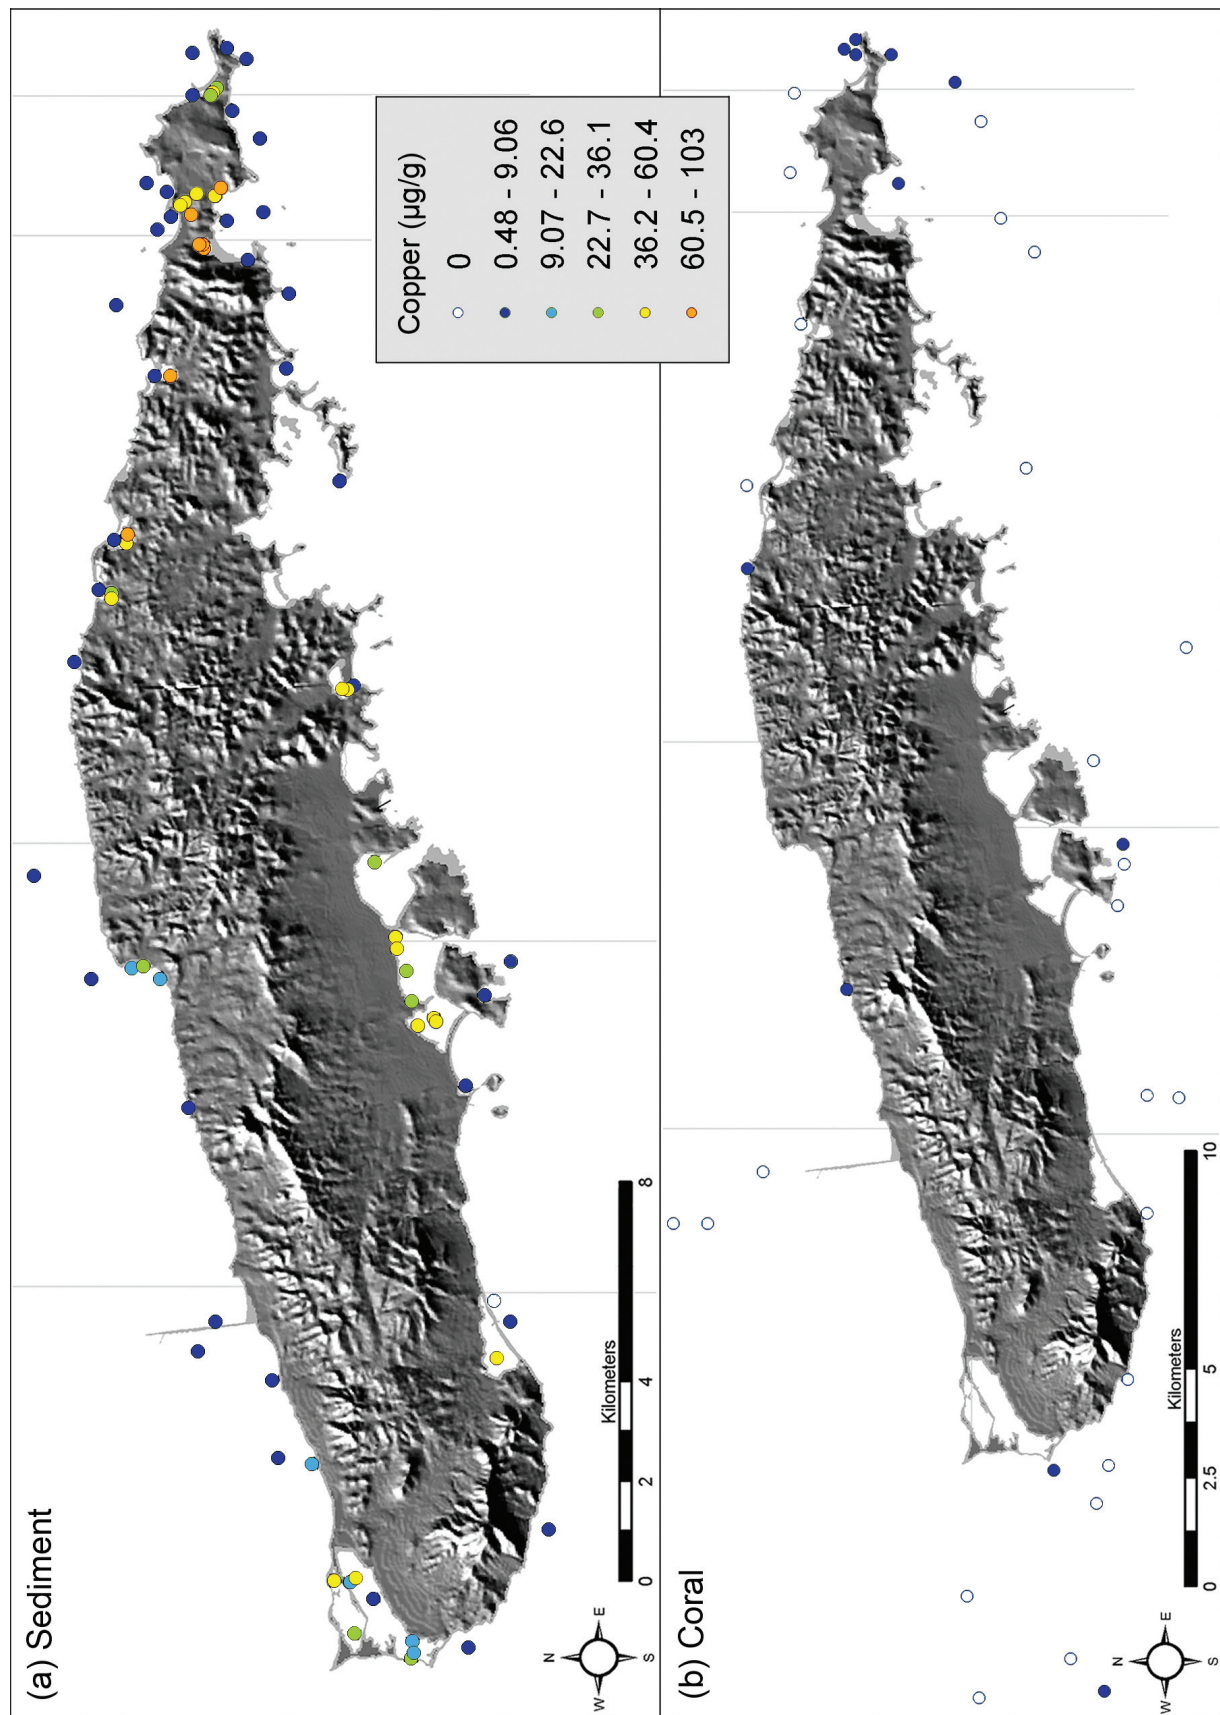 (a) Sediment
Copper (µg/g)
0
0.48 - 9.06
9.07 - 22.6
22.7 - 36.1
36.2 - 60.4
60.5 - 103
N
W E
S
Kilometers
0 2 4 8
(b) Coral
N
W E
S
Kilometers
0 2.5 5 10